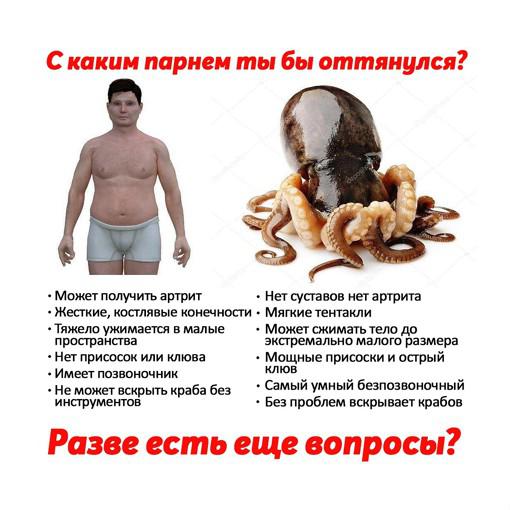 С каким парнем ты бы оттянулся?
• Может получить артрит
• Жесткие, костлявые конечности
• Тяжело ужимается в малые
пространства
• Нет присосок или клюва
• Имеет позвоночник
• Не может вскрыть краба без
инструментов
• Нет суставов нет артрита
• Мягкие тентакли
• Может сжимать тело до
экстремально малого размера
• Мощные присоски и острый
клюв
• Самый умный безпозвоночный
• Без проблем вскрывает крабов
Разве есть еще вопросы?